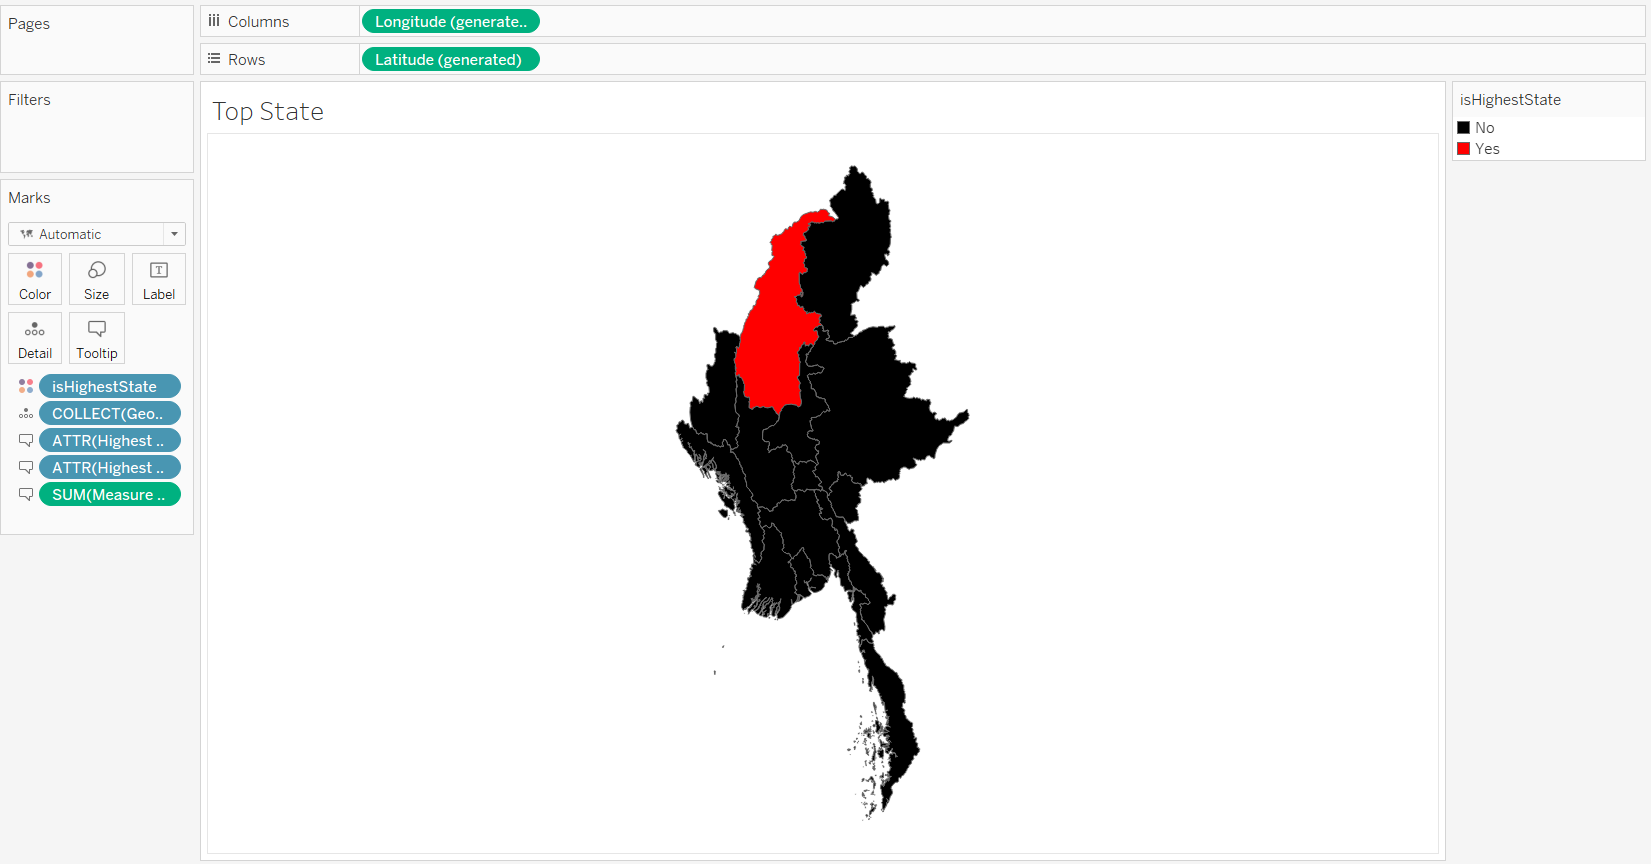 Pages
Columns
Longitude (generate..
Rows
Latitude (generated)
Filters
Top State
isHighestState
No
Yes
Marks
Automatic
Color
Size
T
Label
Detail
Tooltip
isHighestState
COLLECT(Geo..
ATTR(Highest ..
ATTR(Highest ..
SUM(Measure ..